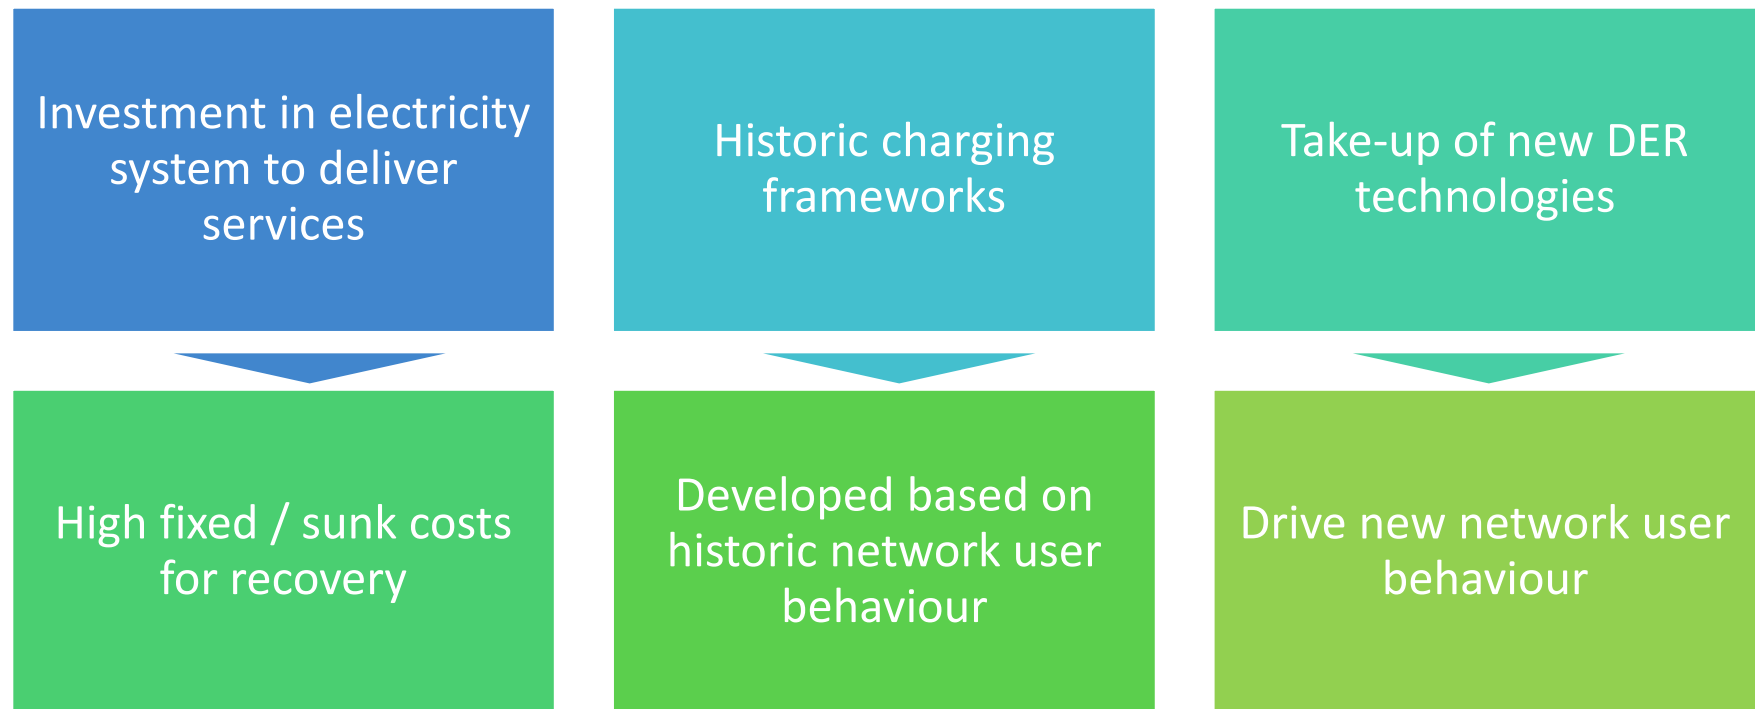 Investment in electricity
system to deliver
services
Historic charging
frameworks
Take-up of new DER
technologies
High fixed / sunk costs
for recovery
Developed based on
historic network user
behaviour
Drive new network user
behaviour